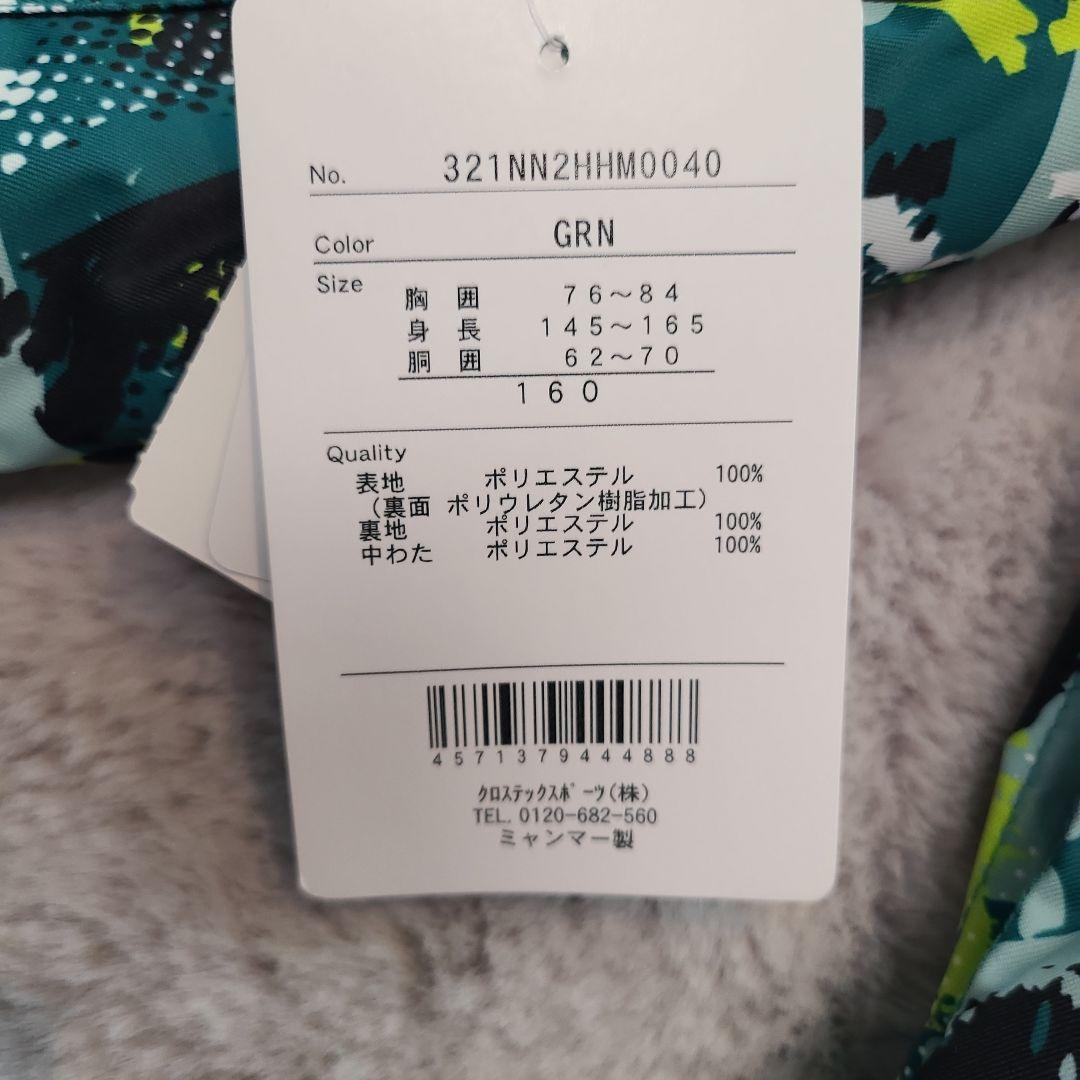 No. 321NN2HHM0040
Color GRN
Size
胸 囲 76～84
身 長 145～165
胴 囲 62～70
160
Quality
表地 ポリエステル 100%
(裏面 ポリウレタン樹脂加工)
裏地 ポリエステル 100%
中わた ポリエステル 100%
4571379444888
ｸﾛｽﾃｯｸｽﾎﾟｰﾂ(株)
TEL. 0120-682-560
ミャンマー製